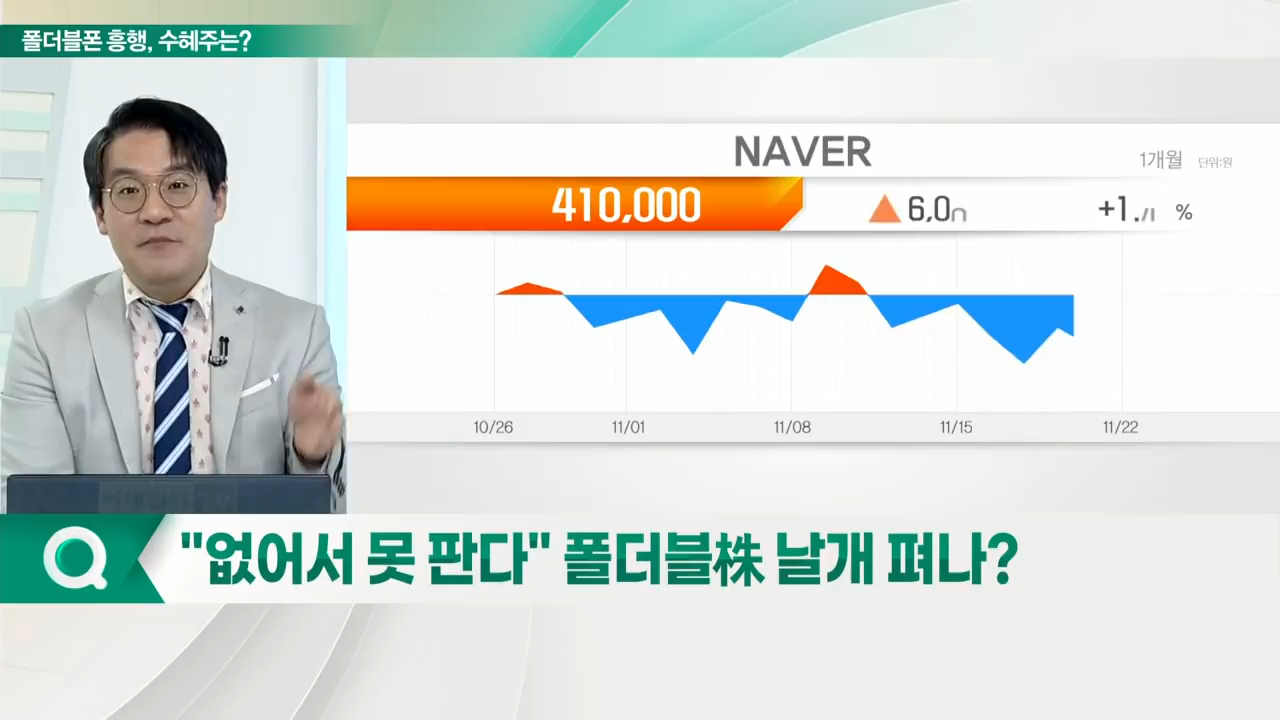 폴더블폰 흥행, 수혜주는?
NAVER
1개월 단위:원
410,000 ▲ %
10/26 11/01 11/08 11/15 11/22
"없어서 못 판다" 폴더블株 날개 펴나?